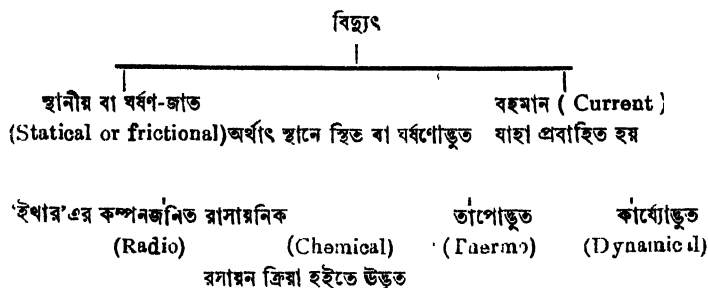 বিদ্যুৎ
স্থানীয় বা ঘর্ষণ-জাত বহমান ( Current )
(Statical or frictional) অর্থাৎ স্থানে স্থিত বা ঘর্ষণোদ্ভূত যাহা প্রবাহিত হয়
'ইথার'এর কম্পনজনিত রাসায়নিক তাপোদ্ভূত কার্য্যোদ্ভূত
(Radio) (Chemical) (Thermo) (Dynamical)
রসায়ন ক্রিয়া হইতে উদ্ভূত